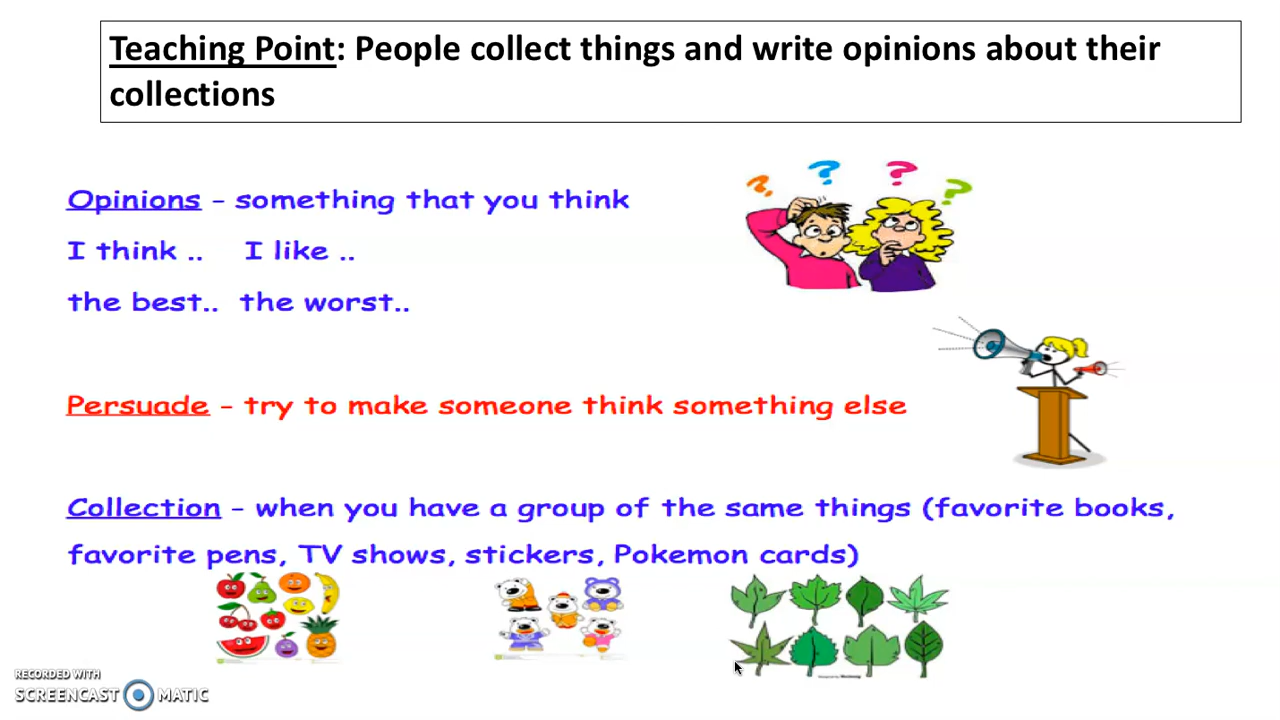 Teaching Point: People collect things and write opinions about their
collections
Opinions - something that you think
I think .. I like ..
the best.. the worst..
Persuade - try to make someone think something else
Collection - when you have a group of the same things (favorite books,
favorite pens, TV shows, stickers, Pokemon cards)
RECORDED WITH
SCREENCAST MATIC